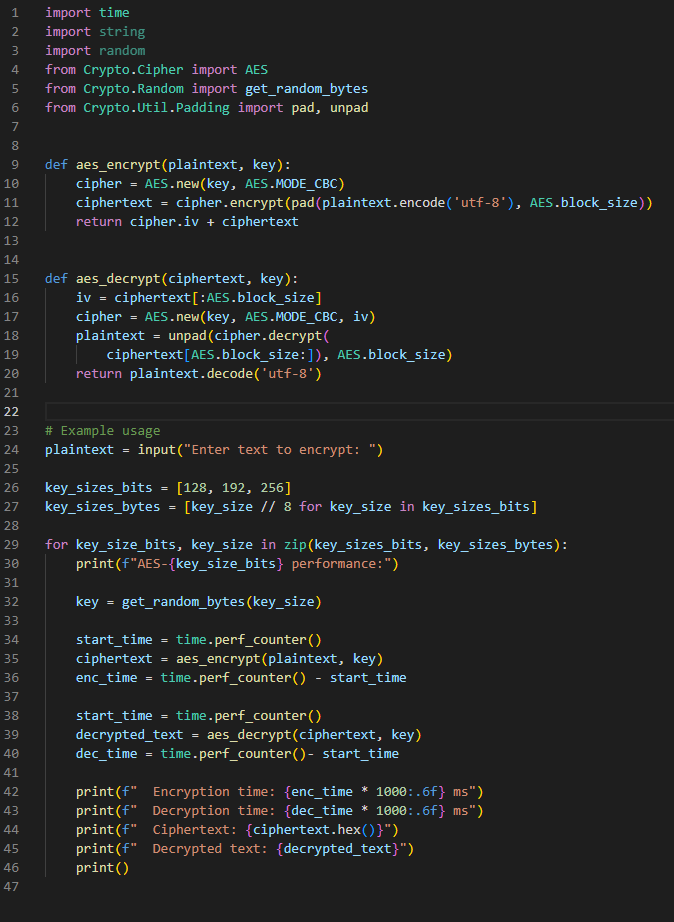 1 import time
2 import string
3 import random
4 from Crypto.Cipher import AES
5 from Crypto.Random import get_random_bytes
6 from Crypto.Util.Padding import pad, unpad
7
8
9 def aes_encrypt(plaintext, key):
10     cipher = AES.new(key, AES.MODE_CBC)
11     ciphertext = cipher.encrypt(pad(plaintext.encode('utf-8'), AES.block_size))
12     return cipher.iv + ciphertext
13
14
15 def aes_decrypt(ciphertext, key):
16     iv = ciphertext[:AES.block_size]
17     cipher = AES.new(key, AES.MODE_CBC, iv)
18     plaintext = unpad(cipher.decrypt(
19         ciphertext[AES.block_size:]), AES.block_size)
20     return plaintext.decode('utf-8')
21
22
23 # Example usage
24 plaintext = input("Enter text to encrypt: ")
25
26 key_sizes_bits = [128, 192, 256]
27 key_sizes_bytes = [key_size // 8 for key_size in key_sizes_bits]
28
29 for key_size_bits, key_size in zip(key_sizes_bits, key_sizes_bytes):
30     print(f"AES-{key_size_bits} performance:")
31
32     key = get_random_bytes(key_size)
33
34     start_time = time.perf_counter()
35     ciphertext = aes_encrypt(plaintext, key)
36     enc_time = time.perf_counter() - start_time
37
38     start_time = time.perf_counter()
39     decrypted_text = aes_decrypt(ciphertext, key)
40     dec_time = time.perf_counter()- start_time
41
42     print(f"  Encryption time: {enc_time * 1000:.6f} ms")
43     print(f"  Decryption time: {dec_time * 1000:.6f} ms")
44     print(f"  Ciphertext: {ciphertext.hex()}")
45     print(f"  Decrypted text: {decrypted_text}")
46     print()
47